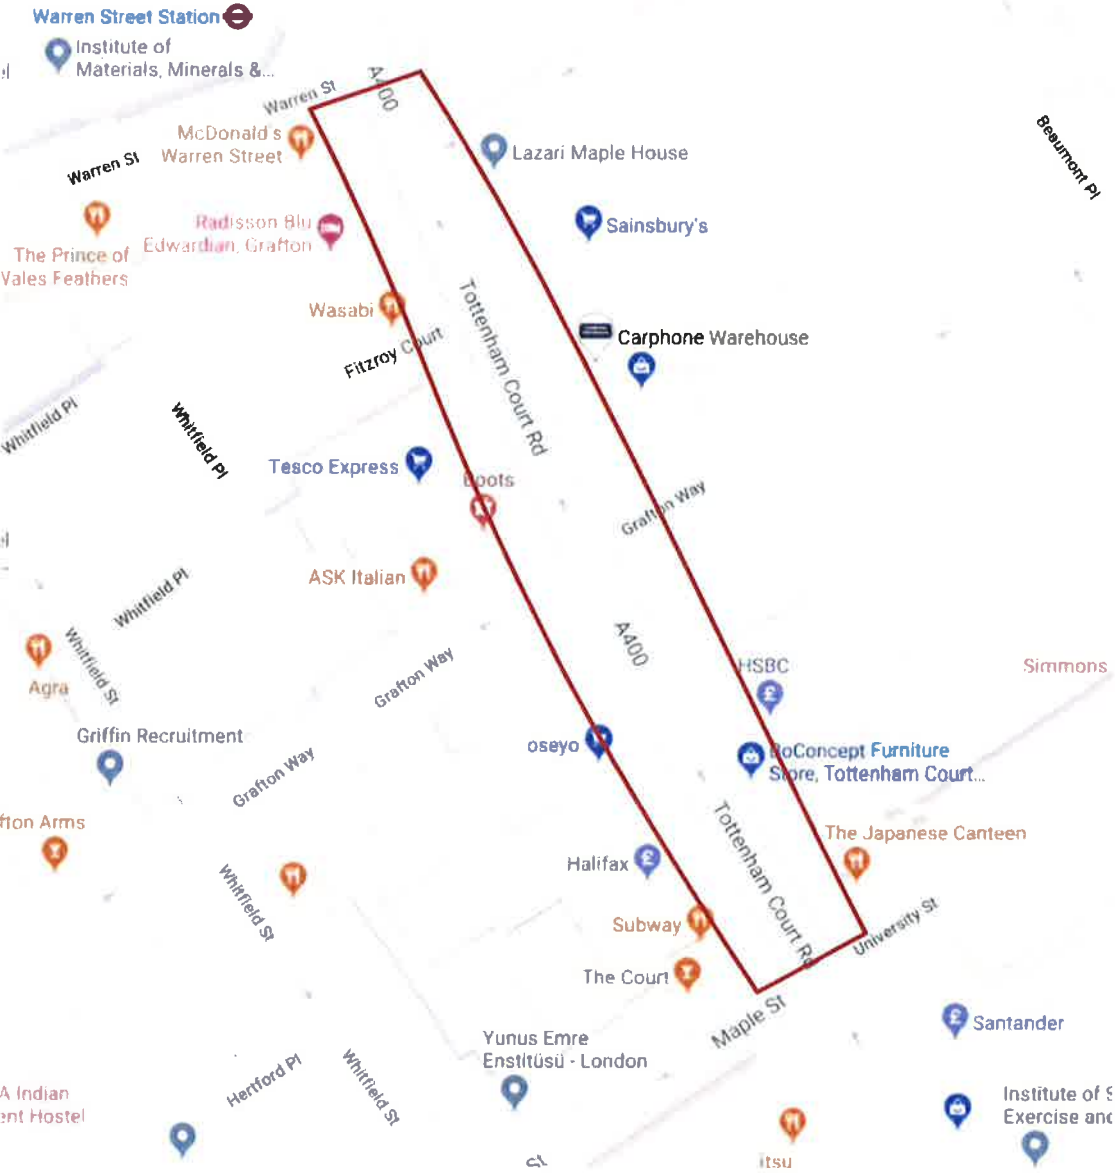 Warren Street Station
Institute of
Materials, Minerals &...
A400
Warren St
McDonald's
Warren Street
Lazari Maple House
Beaumont Pl
Warren St
Radisson Blu
Edwardian, Grafton
Sainsbury's
The Prince of
Wales Feathers
Wasabi
Tottenham Court Rd
Fitzroy Court
Carphone Warehouse
Whitfield Pl
Whitfield Pl
Tesco Express
Boots
Grafton Way
ASK Italian
Whitfield Pl
A400
Whitfield St
Agra
Grafton Way
HSBC
Simmons
Griffin Recruitment
oseyo
BoConcept Furniture
Store, Tottenham Court...
Grafton Way
fton Arms
The Japanese Canteen
Tottenham Court Rd
Halifax
Whitfield St
Subway
University St
The Court
Maple St
Santander
Yunus Emre
Enstitüsü - London
Hertford Pl
Whitfield St
A Indian
ent Hostel
Institute of S
Exercise and
itsu
St